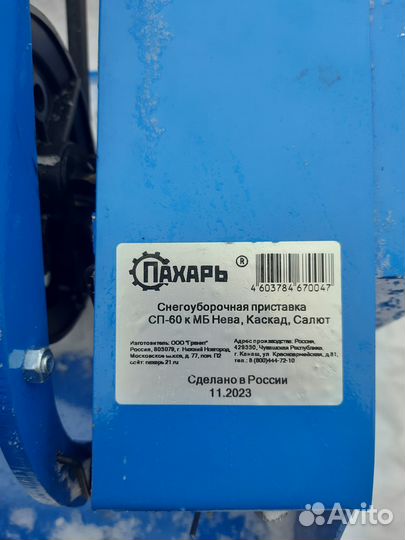 ПАХАРЬ ®
4 603784 670047
Снегоуборочная приставка
СП-60 к МБ Нева, Каскад, Салют
Изготовитель: ООО "Гранит"
Россия, 603079, г. Нижний Новгород,
Московское шоссе, д. 77, пом. П2
сайт: пахарь21.ru
Адрес производства: Россия,
429330, Чувашская Республика,
г. Канаш, ул. Красноармейская, д.81,
тел.: 8 (800)444-72-10
Сделано в России
11.2023
Avito